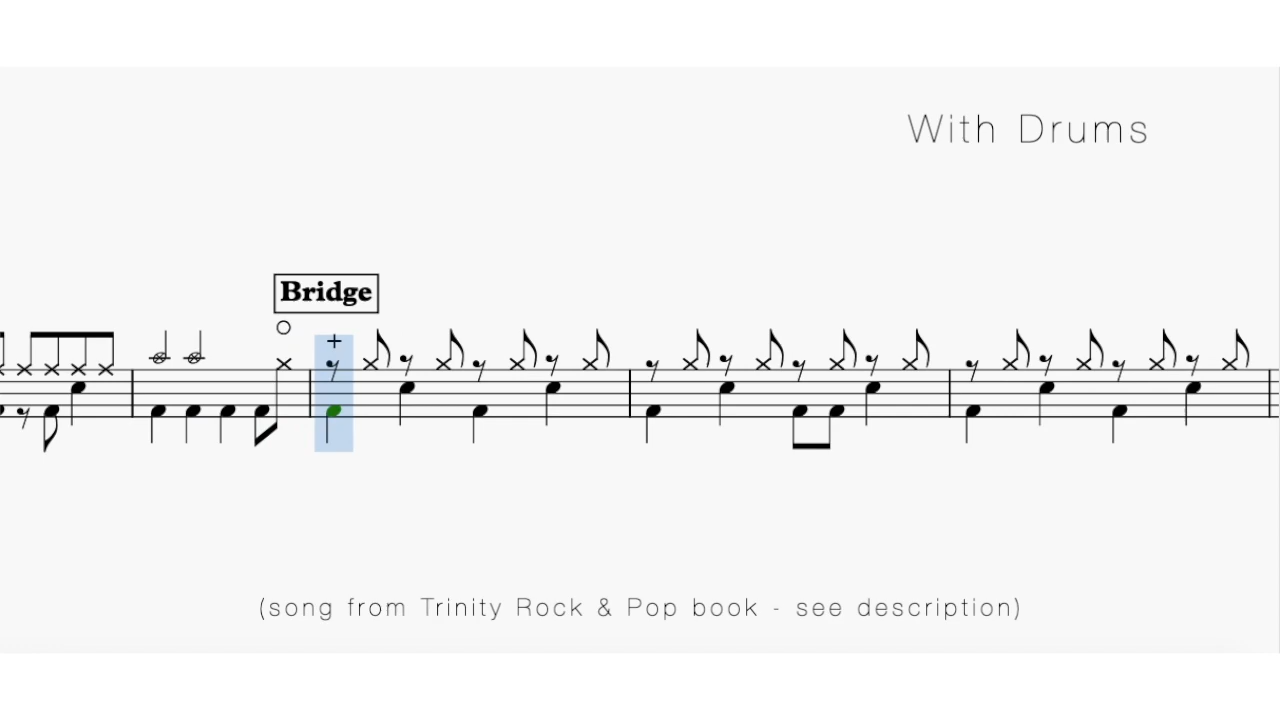 With Drums
Bridge
(song from Trinity Rock & Pop book - see description)